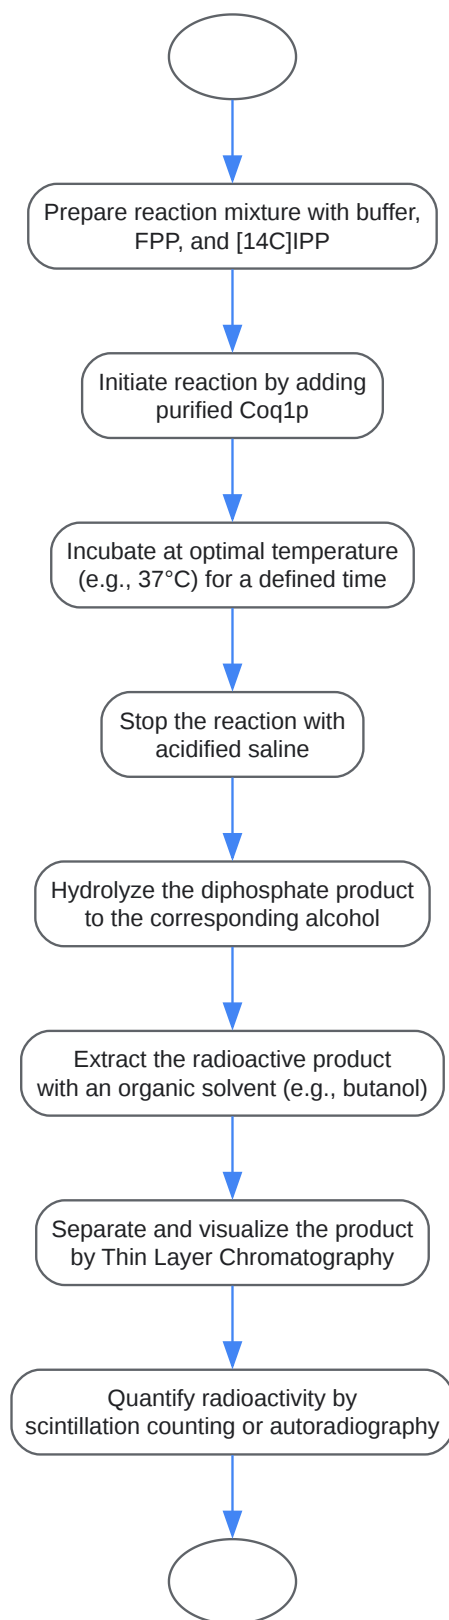 Prepare reaction mixture with buffer,
FPP, and [14C]IPP
Initiate reaction by adding
purified Coq1p
Incubate at optimal temperature
(e.g., 37°C) for a defined time
Stop the reaction with
acidified saline
Hydrolyze the diphosphate product
to the corresponding alcohol
Extract the radioactive product
with an organic solvent (e.g., butanol)
Separate and visualize the product
by Thin Layer Chromatography
Quantify radioactivity by
scintillation counting or autoradiography